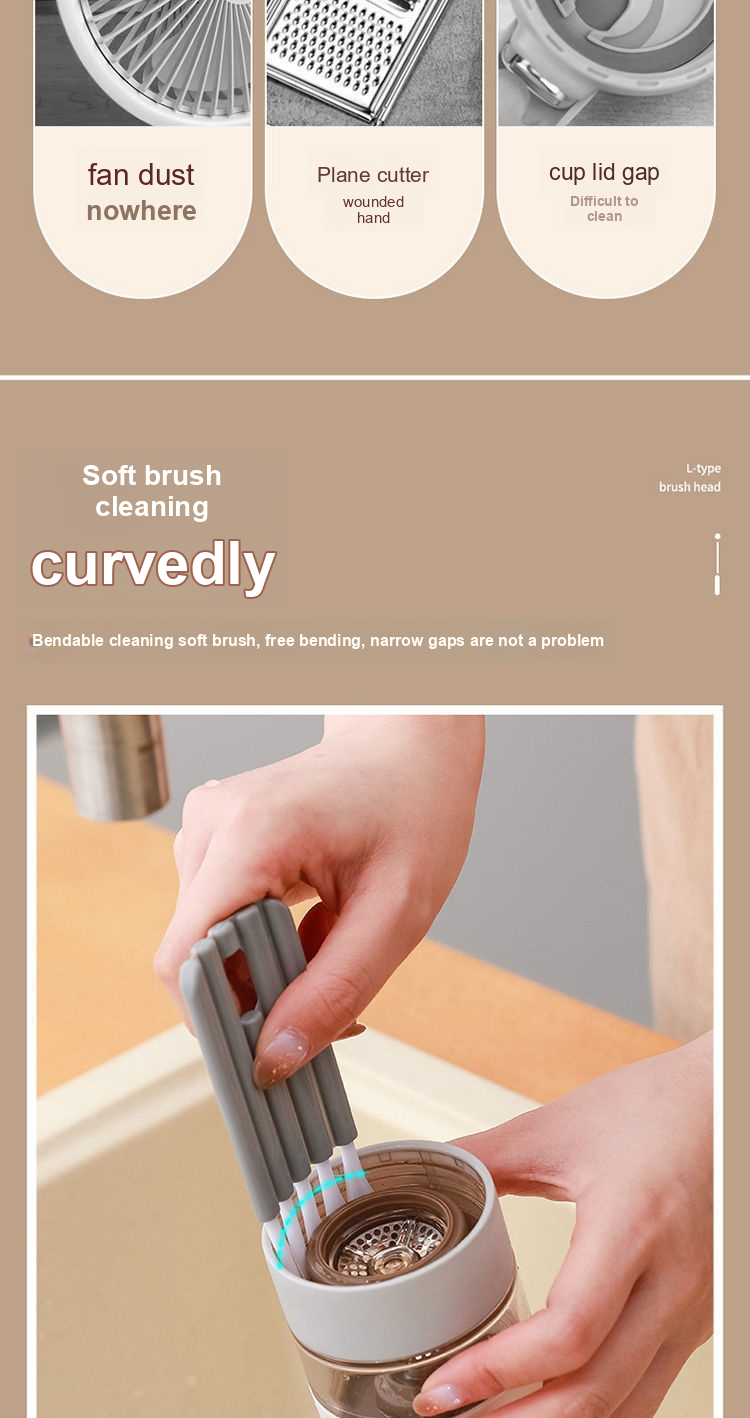 fan dust
nowhere
Plane cutter
wounded
hand
cup lid gap
Difficult to
clean
Soft brush
cleaning
curvedly
L-type
brush head
Bendable cleaning soft brush, free bending, narrow gaps are not a problem